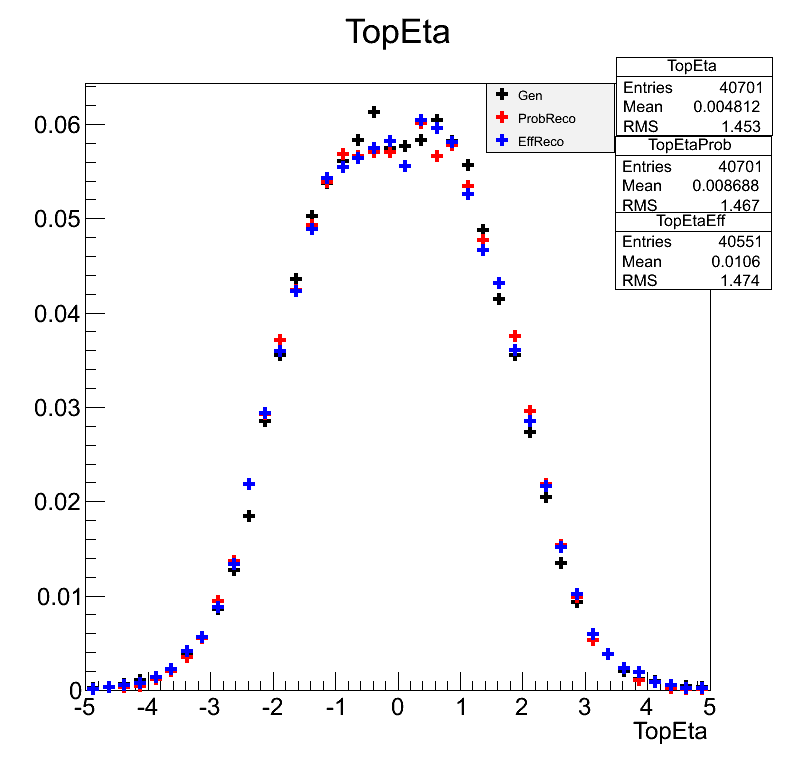 TopEta
Gen
ProbReco
EffReco
TopEta
Entries 40701
Mean 0.004812
RMS 1.453
TopEtaProb
Entries 40701
Mean 0.008688
RMS 1.467
TopEtaEff
Entries 40551
Mean 0.0106
RMS 1.474
0.06
0.05
0.04
0.03
0.02
0.01
0
-5 -4 -3 -2 -1 0 1 2 3 4 5
TopEta